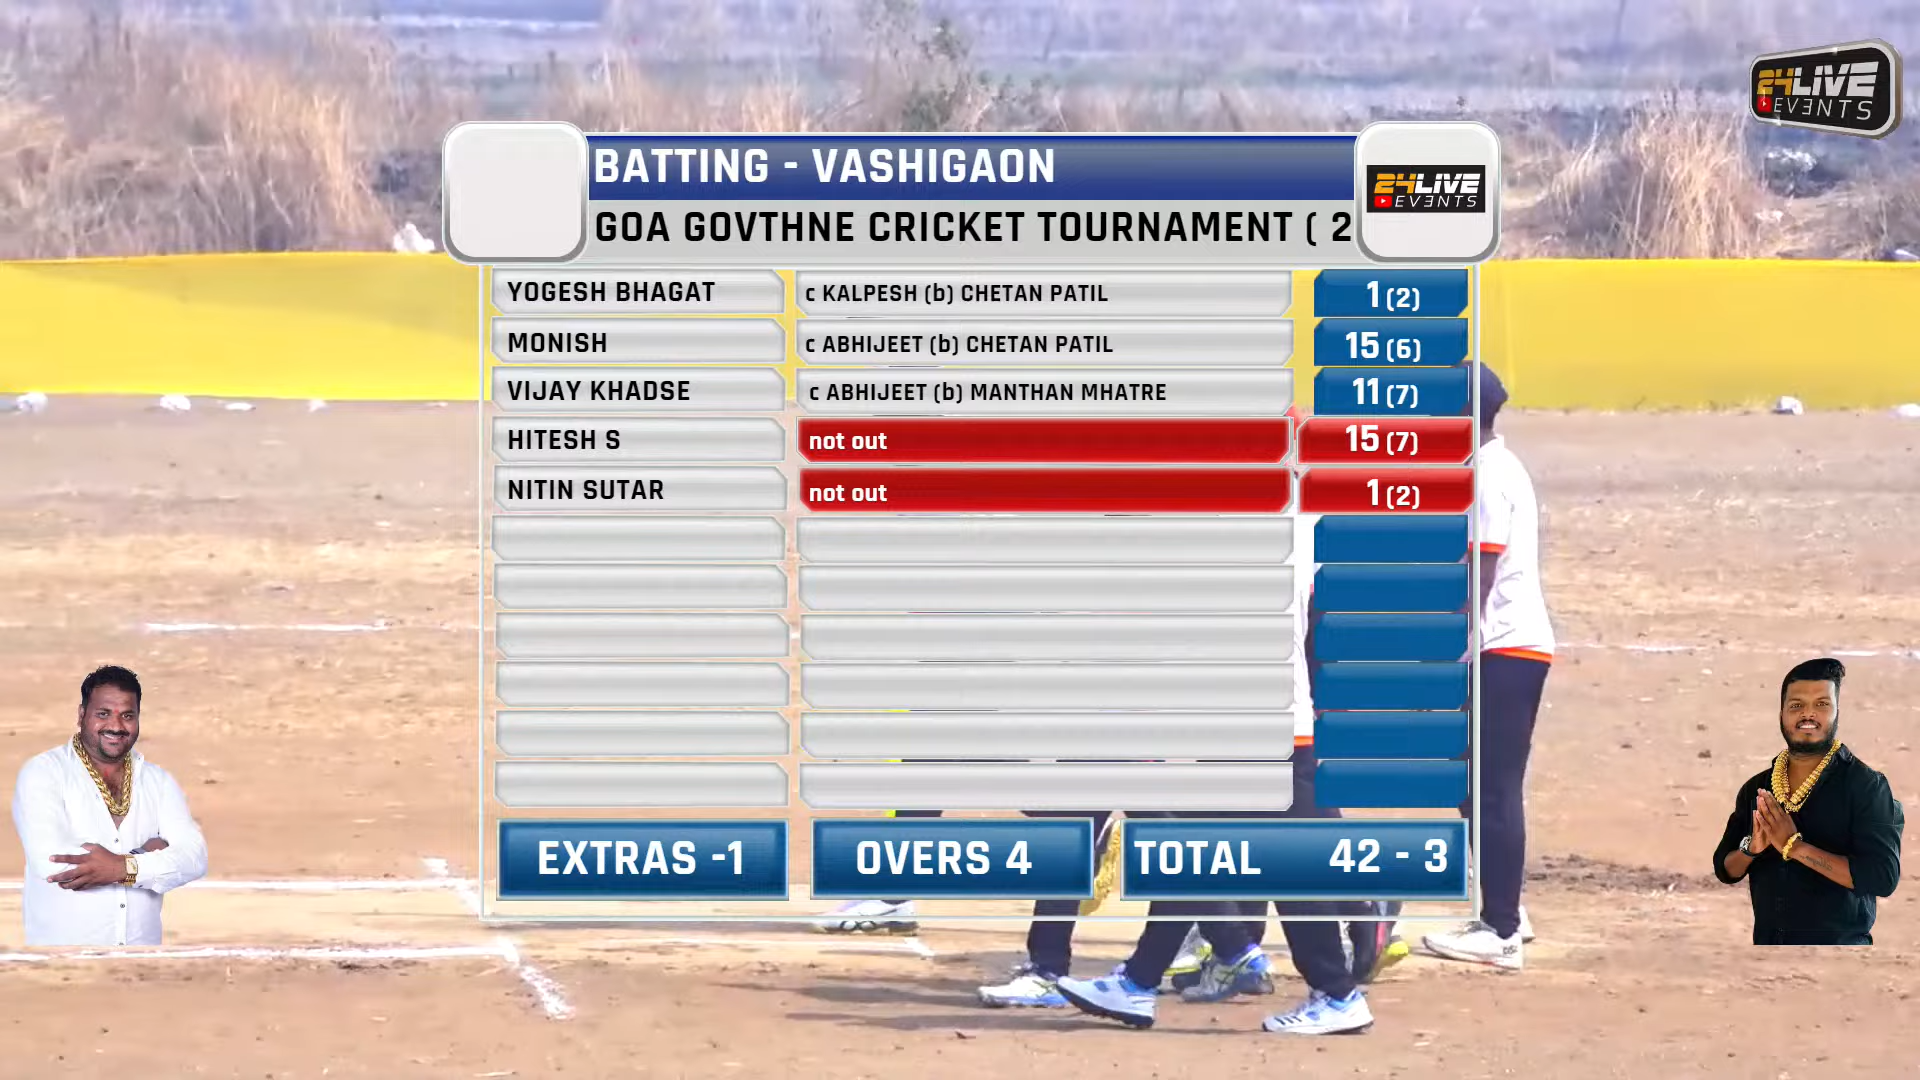 24LIVE
EVENTS
BATTING - VASHIGAON
24LIVE
EVENTS
GOA GOVTHNE CRICKET TOURNAMENT ( 2
YOGESH BHAGAT c KALPESH (b) CHETAN PATIL 1 (2)
MONISH c ABHIJEET (b) CHETAN PATIL 15 (6)
VIJAY KHADSE c ABHIJEET (b) MANTHAN MHATRE 11 (7)
HITESH S not out 15 (7)
NITIN SUTAR not out 1 (2)
EXTRAS -1 OVERS 4 TOTAL 42 - 3